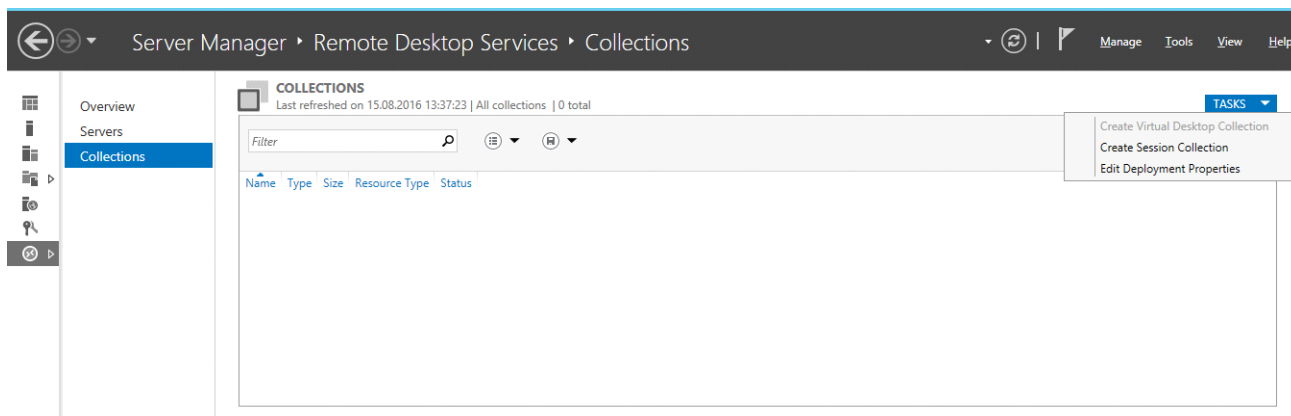 Server Manager ‣ Remote Desktop Services ‣ Collections
Manage Tools View Help
Overview
Servers
Collections
COLLECTIONS
Last refreshed on 15.08.2016 13:37:23 | All collections | 0 total
TASKS
Filter
Create Virtual Desktop Collection
Create Session Collection
Edit Deployment Properties
Name Type Size Resource Type Status